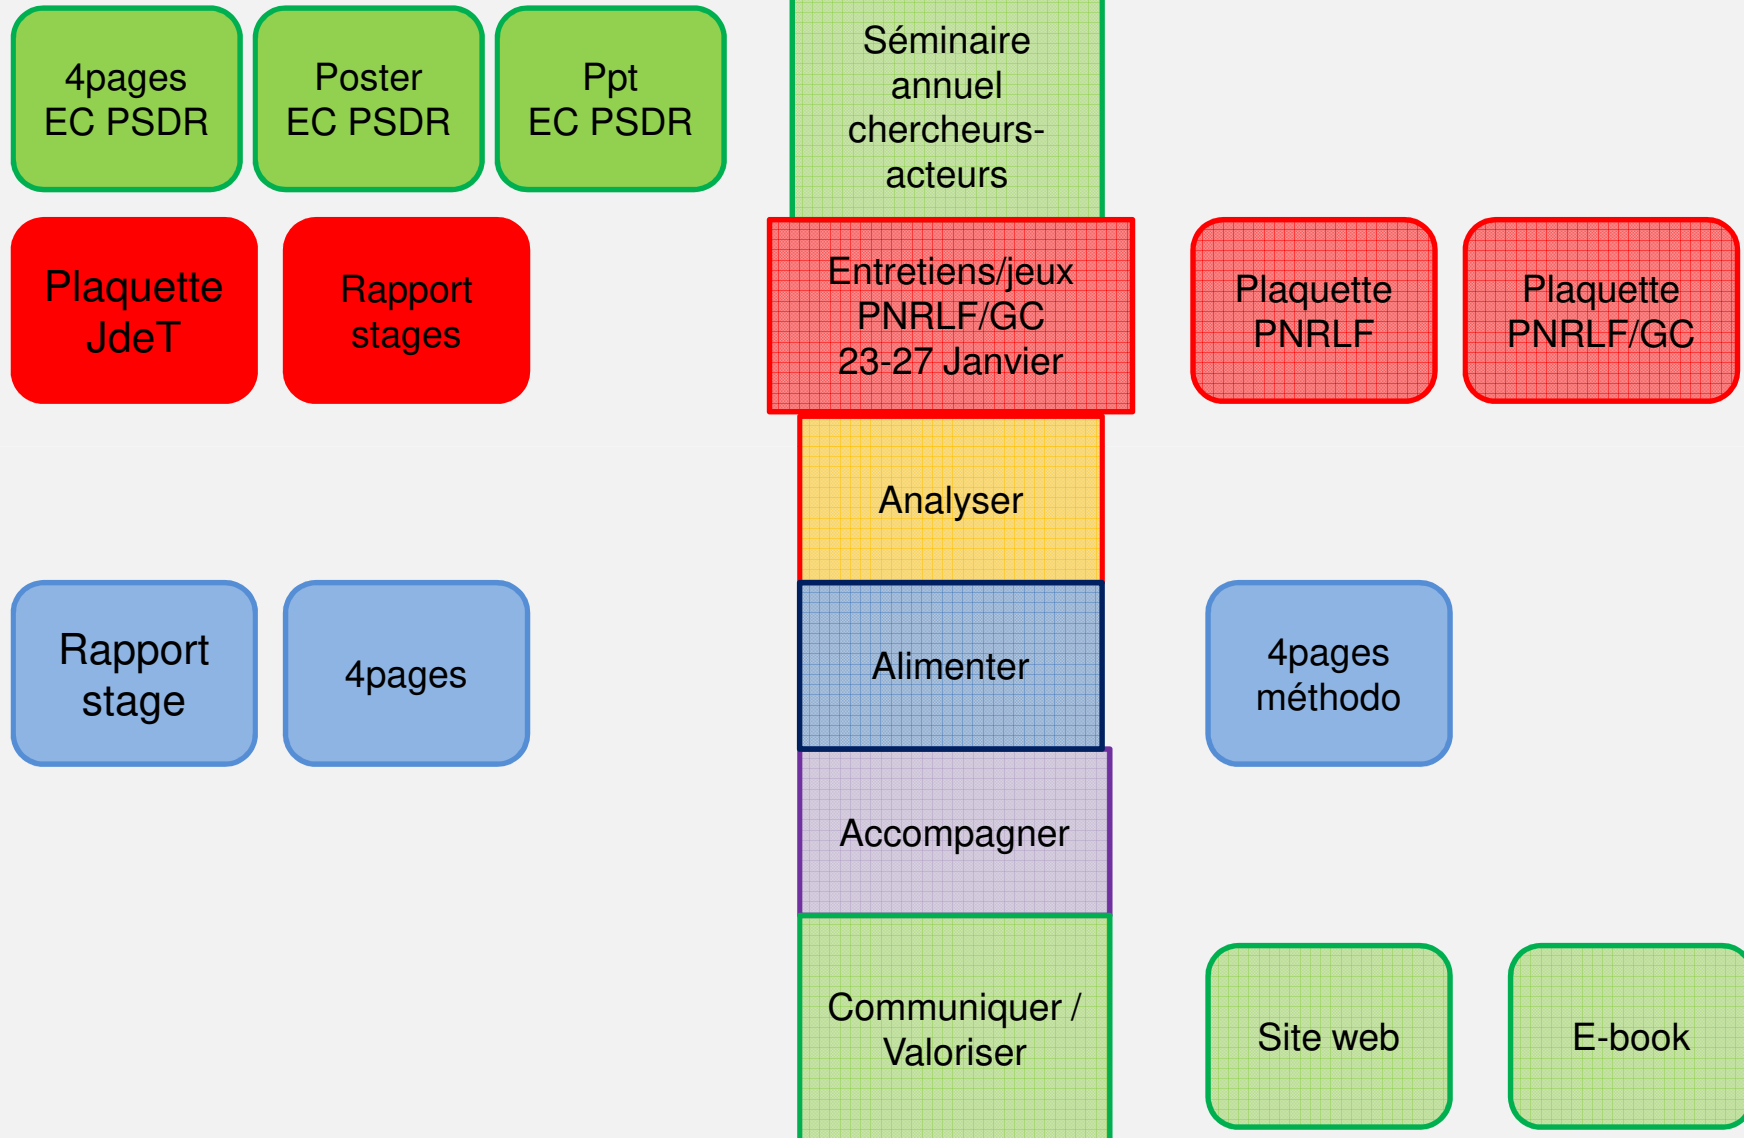 4pages
EC PSDR
Poster
EC PSDR
Ppt
EC PSDR
Séminaire
annuel
chercheurs-
acteurs
Plaquette
JdeT
Rapport
stages
Entretiens/jeux
PNRLF/GC
23-27 Janvier
Plaquette
PNRLF
Plaquette
PNRLF/GC
Analyser
Rapport
stage
4pages
Alimenter
4pages
méthodo
Accompagner
Communiquer /
Valoriser
Site web
E-book